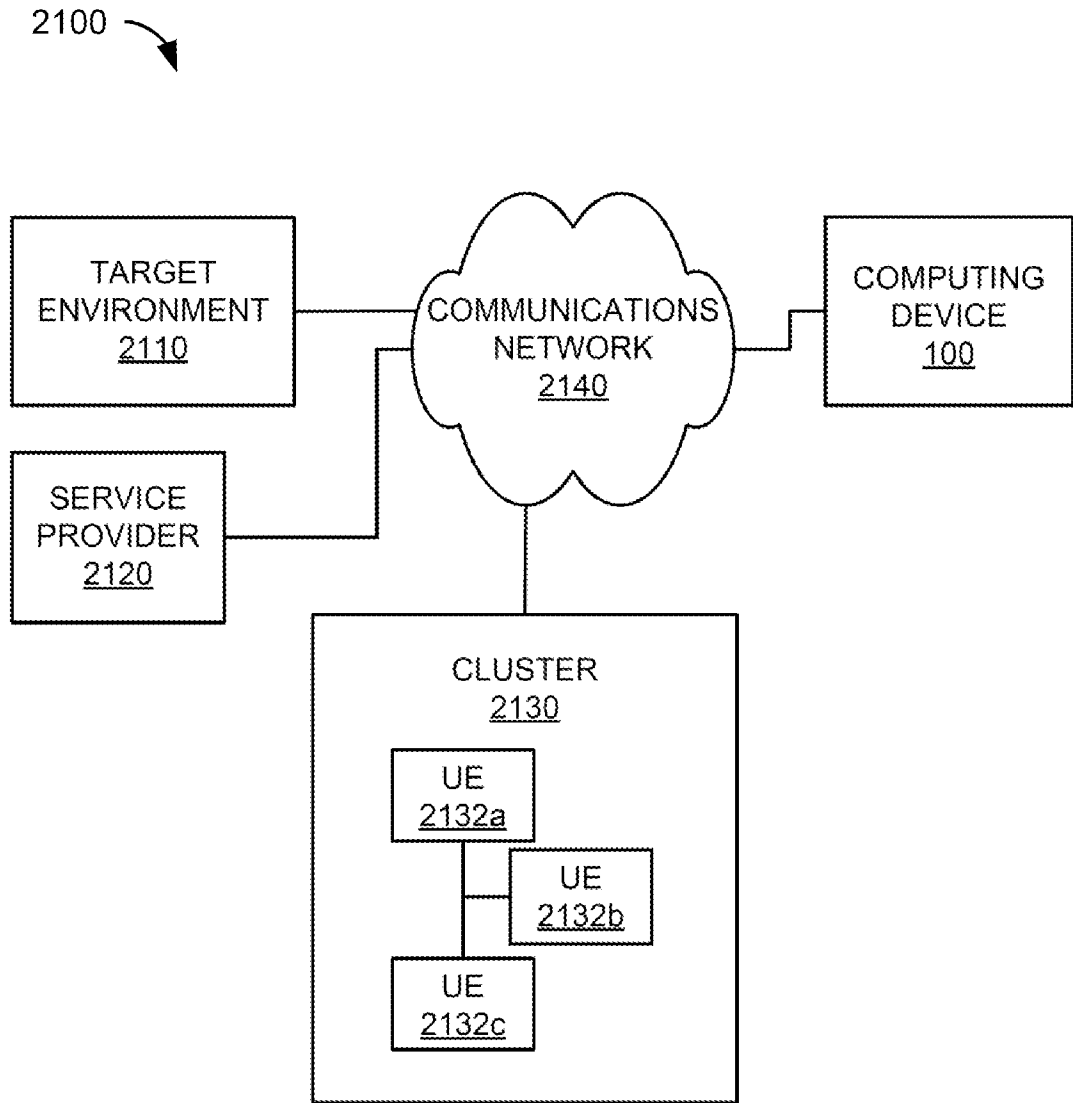 2100
TARGET
ENVIRONMENT
2110
COMMUNICATIONS
NETWORK
2140
COMPUTING
DEVICE
100
SERVICE
PROVIDER
2120
CLUSTER
2130
UE
2132a
UE
2132b
UE
2132c